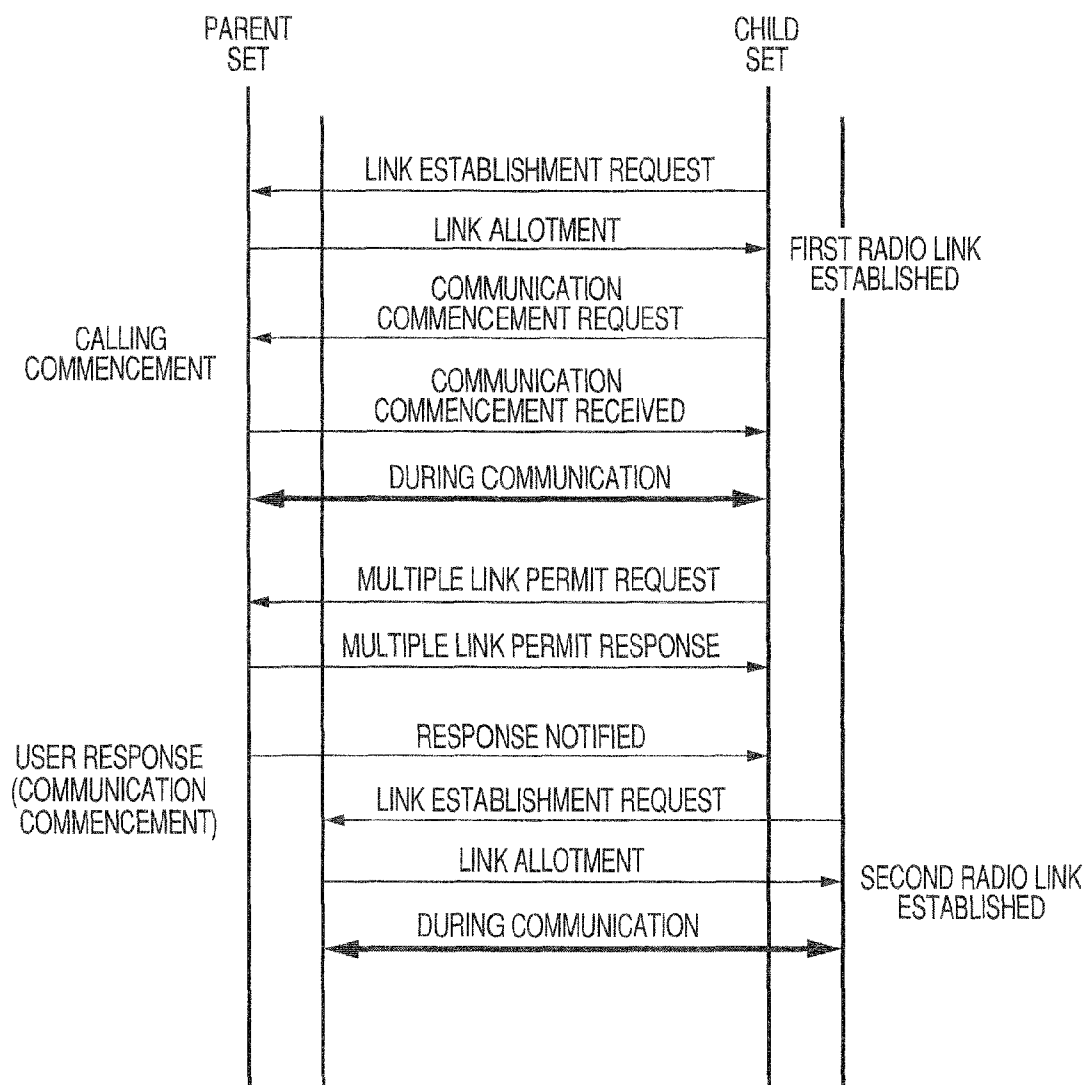 PARENT
SET
CHILD
SET
LINK ESTABLISHMENT REQUEST
LINK ALLOTMENT
FIRST RADIO LINK
ESTABLISHED
COMMUNICATION
COMMENCEMENT REQUEST
CALLING
COMMENCEMENT
COMMUNICATION
COMMENCEMENT RECEIVED
DURING COMMUNICATION
MULTIPLE LINK PERMIT REQUEST
MULTIPLE LINK PERMIT RESPONSE
RESPONSE NOTIFIED
USER RESPONSE
(COMMUNICATION
COMMENCEMENT)
LINK ESTABLISHMENT REQUEST
LINK ALLOTMENT
SECOND RADIO LINK
ESTABLISHED
DURING COMMUNICATION